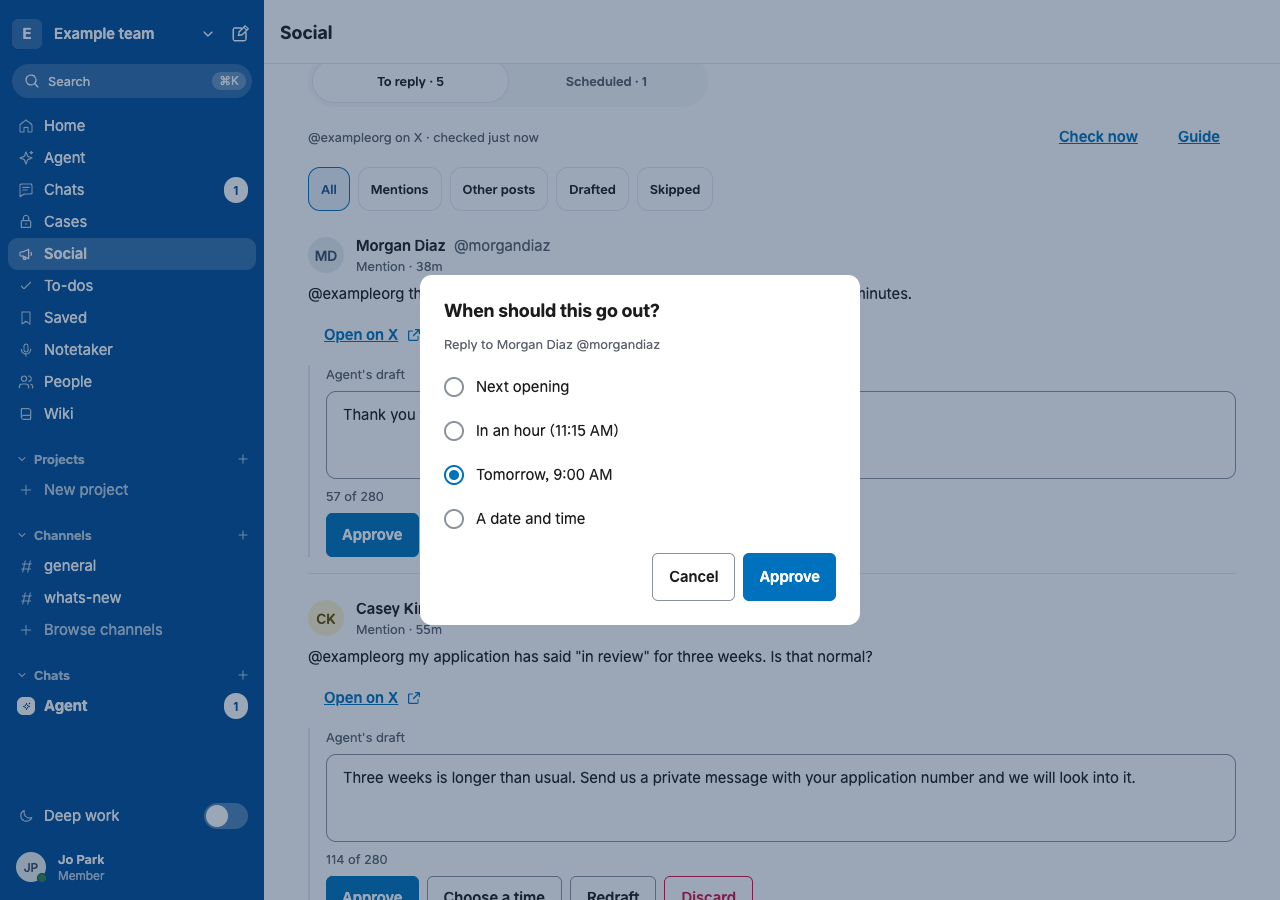 E Example team
Search ⌘K
Home
Agent
Chats 1
Cases
Social
To-dos
Saved
Notetaker
People
Wiki
Projects
New project
Channels
# general
# whats-new
Browse channels
Chats
Agent 1
Deep work
JP Jo Park
Member
Social
To reply · 5 Scheduled · 1
@exampleorg on X · checked just now Check now Guide
All Mentions Other posts Drafted Skipped
MD Morgan Diaz @morgandiaz
Mention · 38m
@exampleorg minutes.
Open on X
Agent's draft
Thank you
57 of 280
Approve
When should this go out?
Reply to Morgan Diaz @morgandiaz
Next opening
In an hour (11:15 AM)
Tomorrow, 9:00 AM
A date and time
Cancel Approve
CK Casey
Mention · 55m
@exampleorg my application has said "in review" for three weeks. Is that normal?
Open on X
Agent's draft
Three weeks is longer than usual. Send us a private message with your application number and we will look into it.
114 of 280
Approve Choose a time Redraft Discard